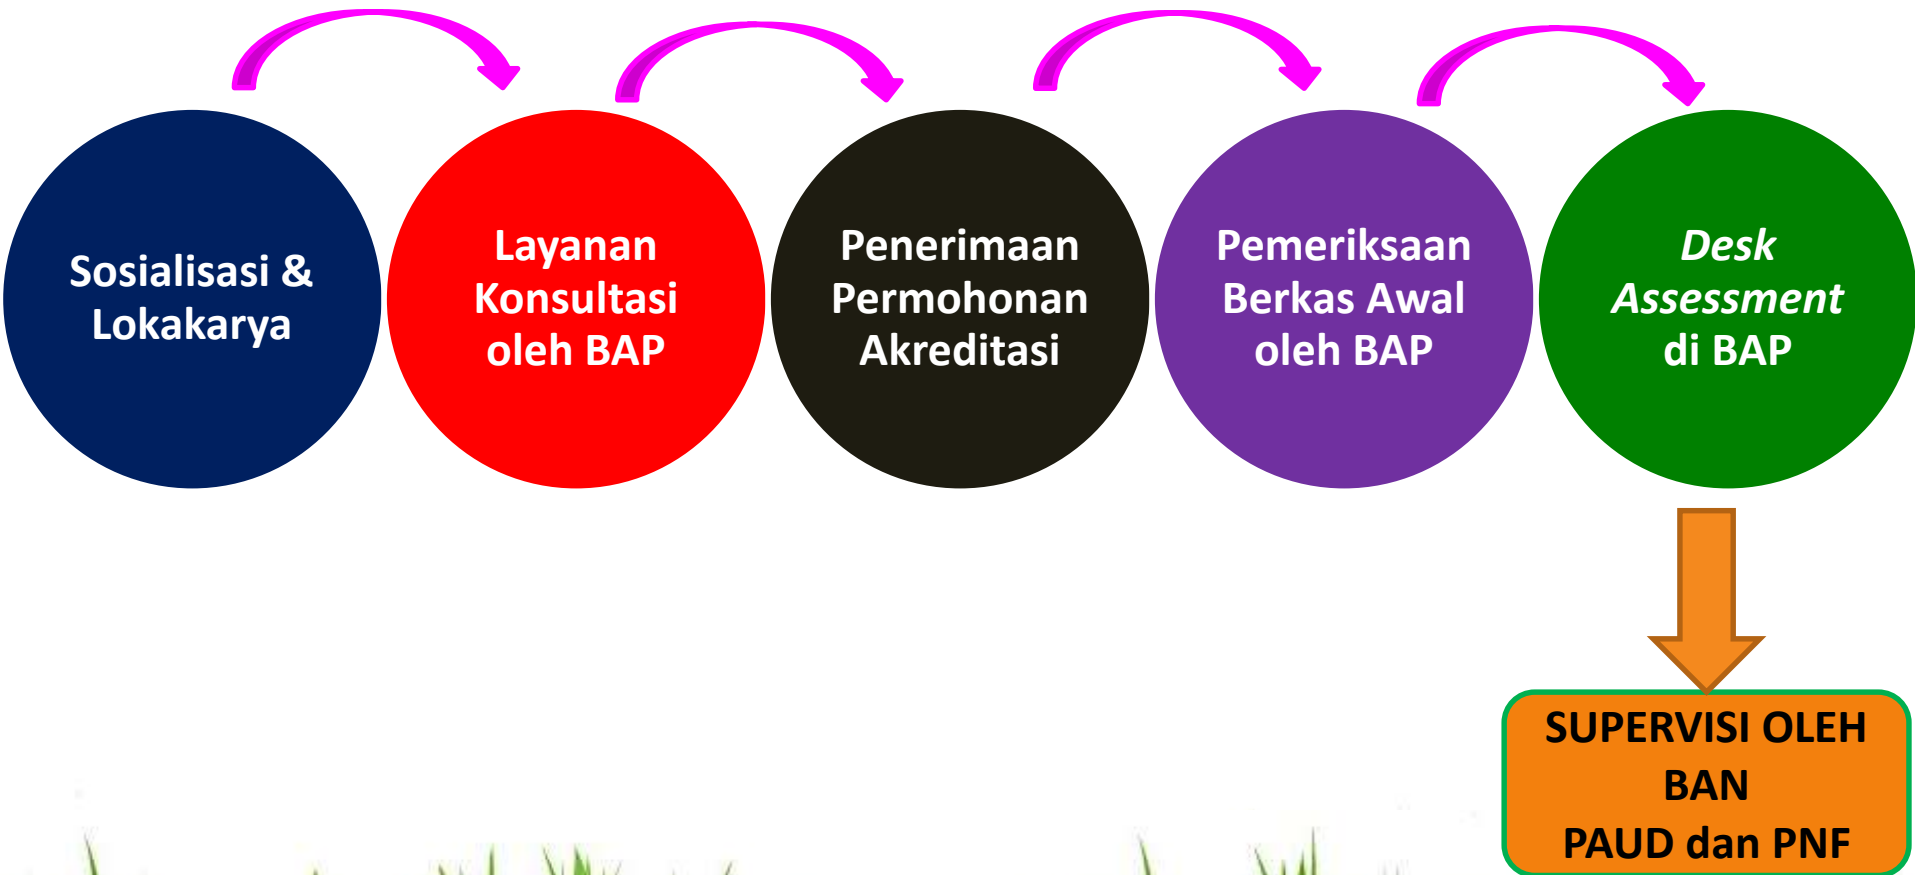 Sosialisasi &
Lokakarya
Layanan
Konsultasi
oleh BAP
Penerimaan
Permohonan
Akreditasi
Pemeriksaan
Berkas Awal
oleh BAP
Desk
Assessment
di BAP
SUPERVISI OLEH
BAN
PAUD dan PNF